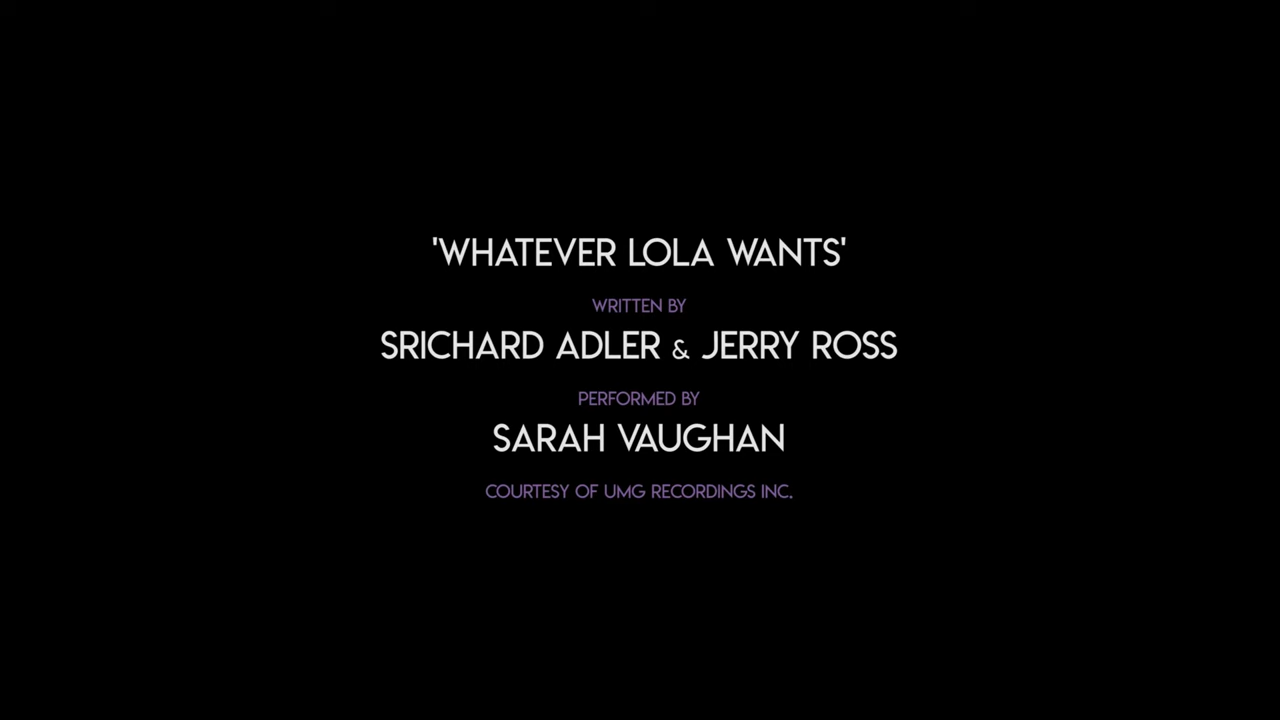 'WHATEVER LOLA WANTS'
WRITTEN BY
SRICHARD ADLER & JERRY ROSS
PERFORMED BY
SARAH VAUGHAN
COURTESY OF UMG RECORDINGS INC.